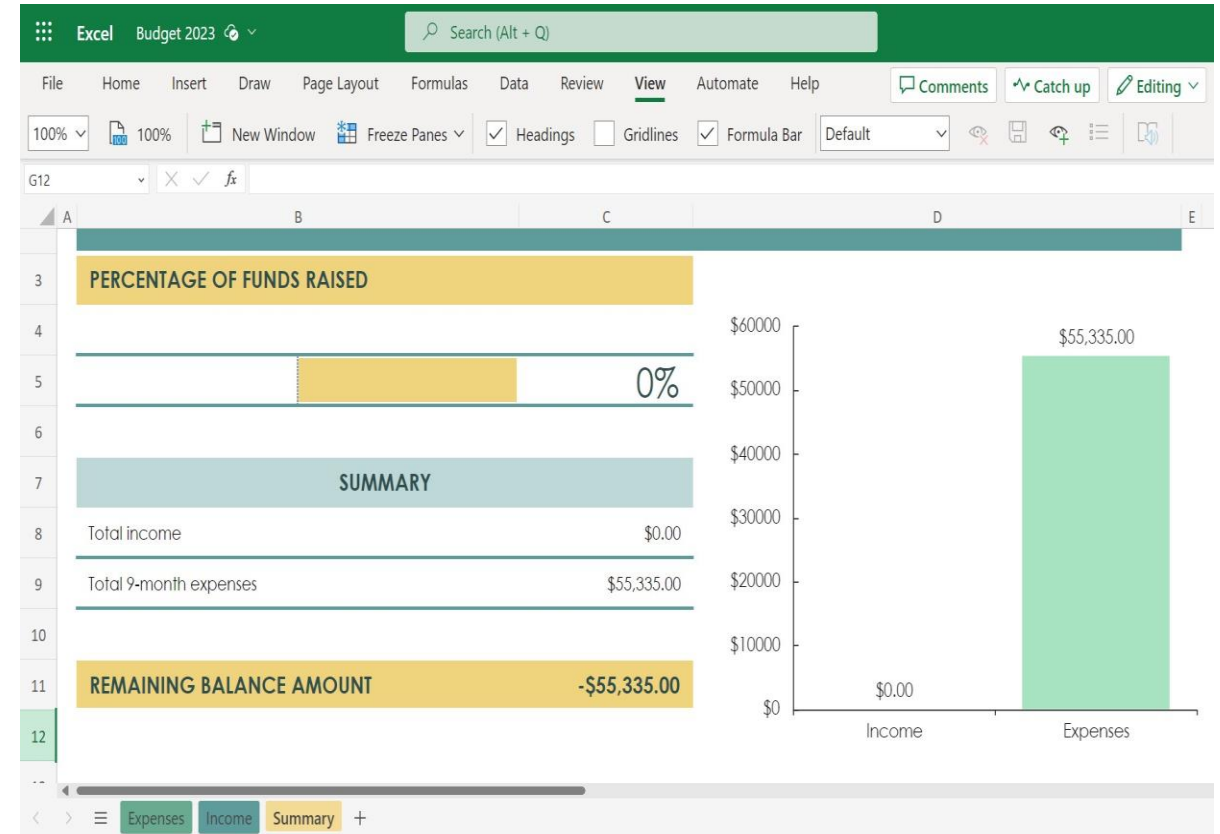 Excel Budget 2023 Search (Alt + Q)
File Home Insert Draw Page Layout Formulas Data Review View Automate Help Comments Catch up Editing
100% 100% New Window Freeze Panes Headings Gridlines Formula Bar Default
G12 fx
A B C D E
3 PERCENTAGE OF FUNDS RAISED
4 $60000 $55,335.00
5 0% $50000
6
$40000
7 SUMMARY
8 Total income $0.00 $30000
9 Total 9-month expenses $55,335.00 $20000
10 $10000
11 REMAINING BALANCE AMOUNT -$55,335.00 $0.00
$0
12 Income Expenses
Expenses Income Summary +